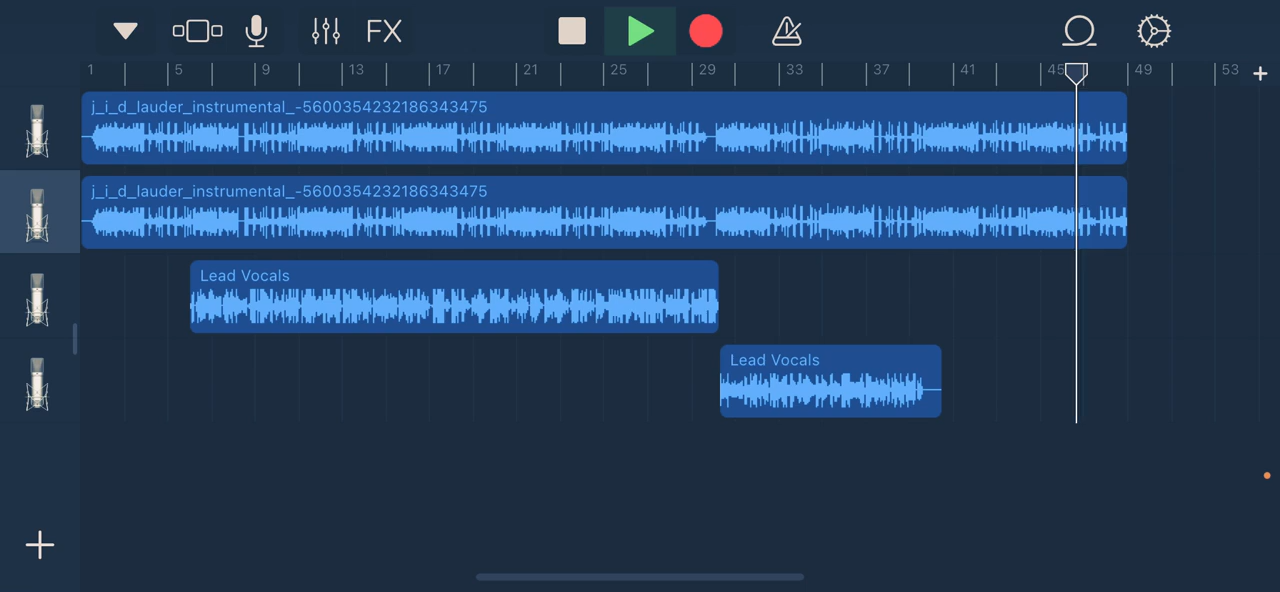 FX
1 5 9 13 17 21 25 29 33 37 41 45 49 53
j_i_d_lauder_instrumental_-5600354232186343475
j_i_d_lauder_instrumental_-5600354232186343475
Lead Vocals
Lead Vocals